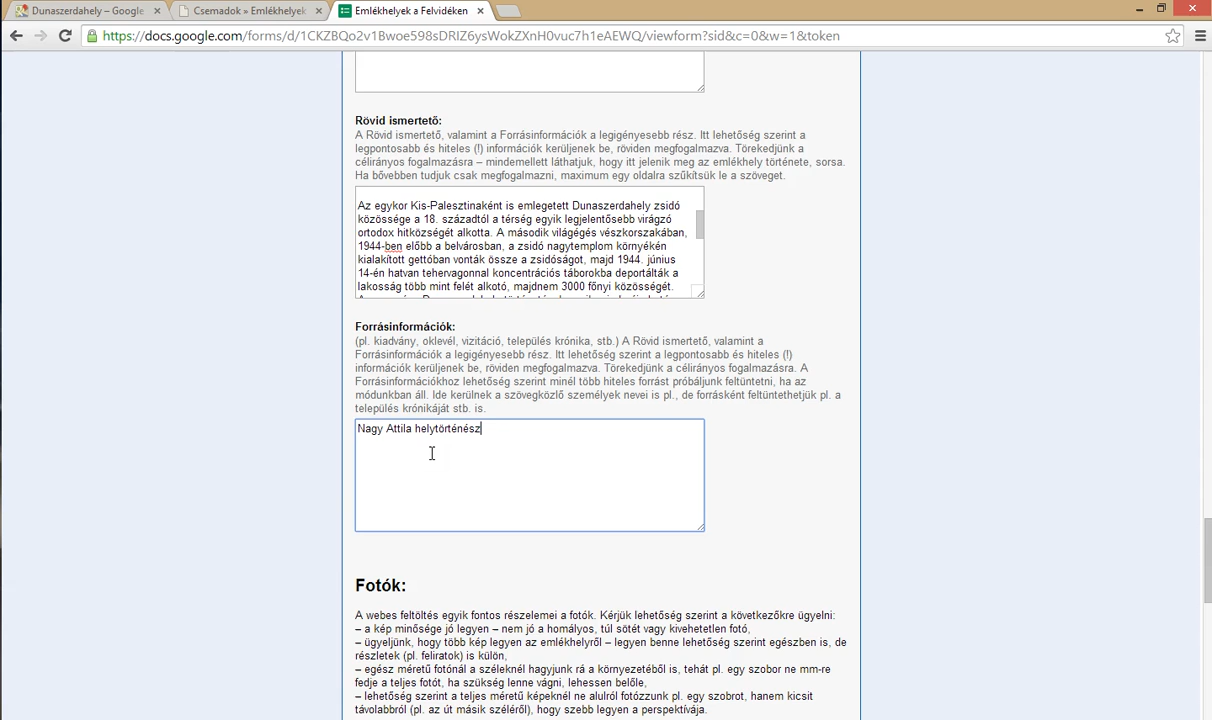 Dunaszerdahely – Google
Csemadok » Emlékhelyek
Emlékhelyek a Felvidéken
https://docs.google.com/forms/d/1CKZBQo2v1Bwoe598sDRIZ6ysWokZXnH0vuc7h1eAEWQ/viewform?sid&c=0&w=1&token
Rövid ismertető:
A Rövid ismertető, valamint a Forrásinformációk a legigényesebb rész. Itt lehetőség szerint a
legpontosabb és hiteles (!) információk kerüljenek be, röviden megfogalmazva. Törekedjünk a
célirányos fogalmazásra – mindemellett láthatjuk, hogy itt jelenik meg az emlékhely története, sorsa.
Ha bővebben tudjuk csak megfogalmazni, maximum egy oldalra szűkítsük le a szöveget.
Az egykor Kis-Palesztinaként is emlegetett Dunaszerdahely zsidó
közössége a 18. századtól a térség egyik legjelentősebb virágzó
ortodox hitközségét alkotta. A második világégés vészkorszakában,
1944-ben előbb a belvárosban, a zsidó nagytemplom környékén
kialakított gettóban vonták össze a zsidóságot, majd 1944. június
14-én hatvan tehervagonnal koncentrációs táborokba deportálták a
lakosság több mint felét alkotó, majdnem 3000 főnyi közösségét.
Forrásinformációk:
(pl. kiadvány, oklevél, vizitáció, település krónika, stb.) A Rövid ismertető, valamint a
Forrásinformációk a legigényesebb rész. Itt lehetőség szerint a legpontosabb és hiteles (!)
információk kerüljenek be, röviden megfogalmazva. Törekedjünk a célirányos fogalmazásra. A
Forrásinformációkhoz lehetőség szerint minél több hiteles forrást próbáljunk feltüntetni, ha az
módunkban áll. Ide kerülnek a szövegközlő személyek nevei is pl., de forrásként feltüntethetjük pl. a
település krónikáját stb. is.
Nagy Attila helytörténész
Fotók:
A webes feltöltés egyik fontos részelemei a fotók. Kérjük lehetőség szerint a következőkre ügyelni:
– a kép minősége jó legyen – nem jó a homályos, túl sötét vagy kivehetetlen fotó,
– ügyeljünk, hogy több kép legyen az emlékhelyről – legyen benne lehetőség szerint egészben is, de
részletek (pl. feliratok) is külön,
– egész méretű fotónál a széleknél hagyjunk rá a környezetéből is, tehát pl. egy szobor ne mm-re
fedje a teljes fotót, ha szükség lenne vágni, lehessen belőle,
– lehetőség szerint a teljes méretű képeknél ne alulról fotózzunk pl. egy szobrot, hanem kicsit
távolabbról (pl. az út másik széléről), hogy szebb legyen a perspektívája.